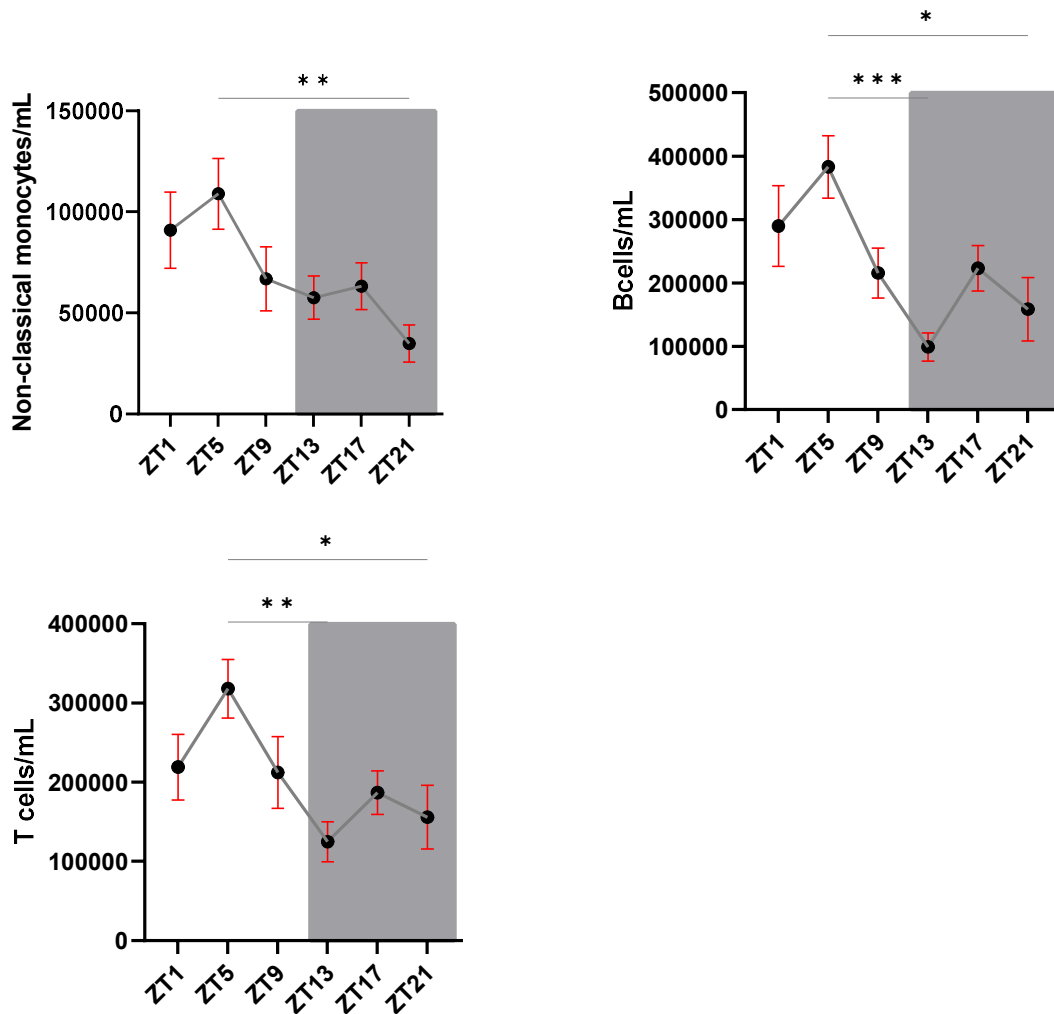 **
Non-classical monocytes/mL
150000
100000
50000
0
ZT1
ZT5
ZT9
ZT13
ZT17
ZT21
*
***
Bcells/mL
500000
400000
300000
200000
100000
0
ZT1
ZT5
ZT9
ZT13
ZT17
ZT21
*
**
T cells/mL
400000
300000
200000
100000
0
ZT1
ZT5
ZT9
ZT13
ZT17
ZT21